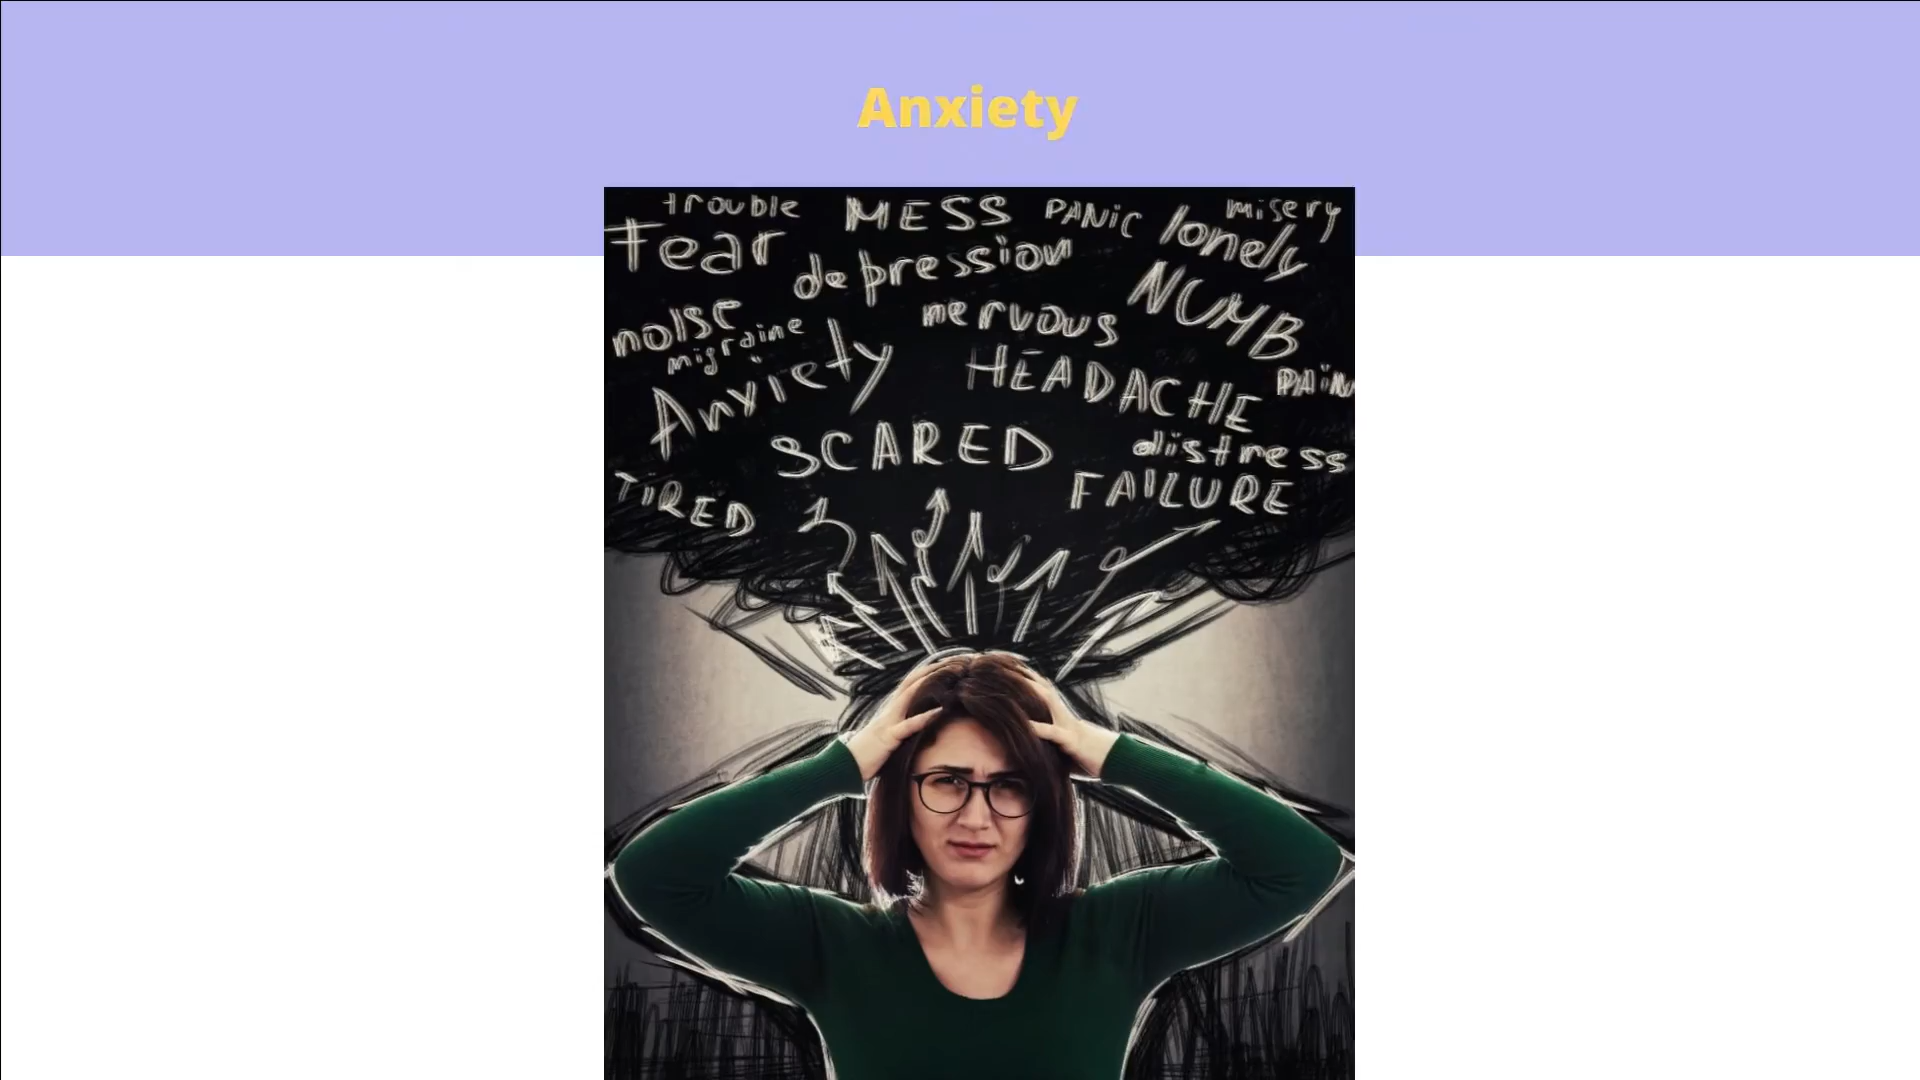 Anxiety
trouble MESS PANiC misery
fear depression lonely
noise nervous NUMB
migraine
Anxiety HEADACHE PAiN
SCARED distress
TiRED FAILURE